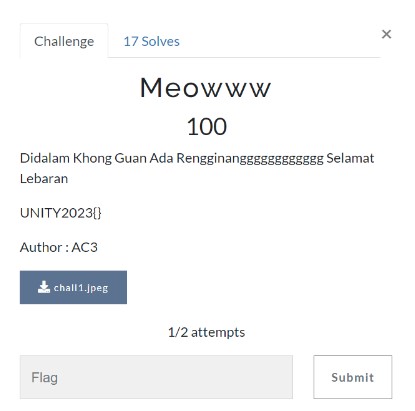 Challenge
17 Solves
×
Meowww
100
Didalam Khong Guan Ada Rengginanggggggggggggg Selamat
Lebaran
UNITY2023{}
Author : AC3
chall1.jpeg
1/2 attempts
Flag
Submit